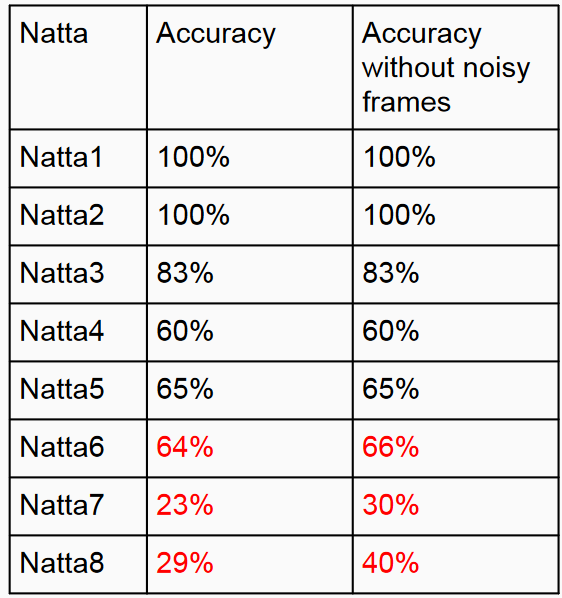 Natta Accuracy Accuracy
without noisy
frames
Natta1 100% 100%
Natta2 100% 100%
Natta3 83% 83%
Natta4 60% 60%
Natta5 65% 65%
Natta6 64% 66%
Natta7 23% 30%
Natta8 29% 40%